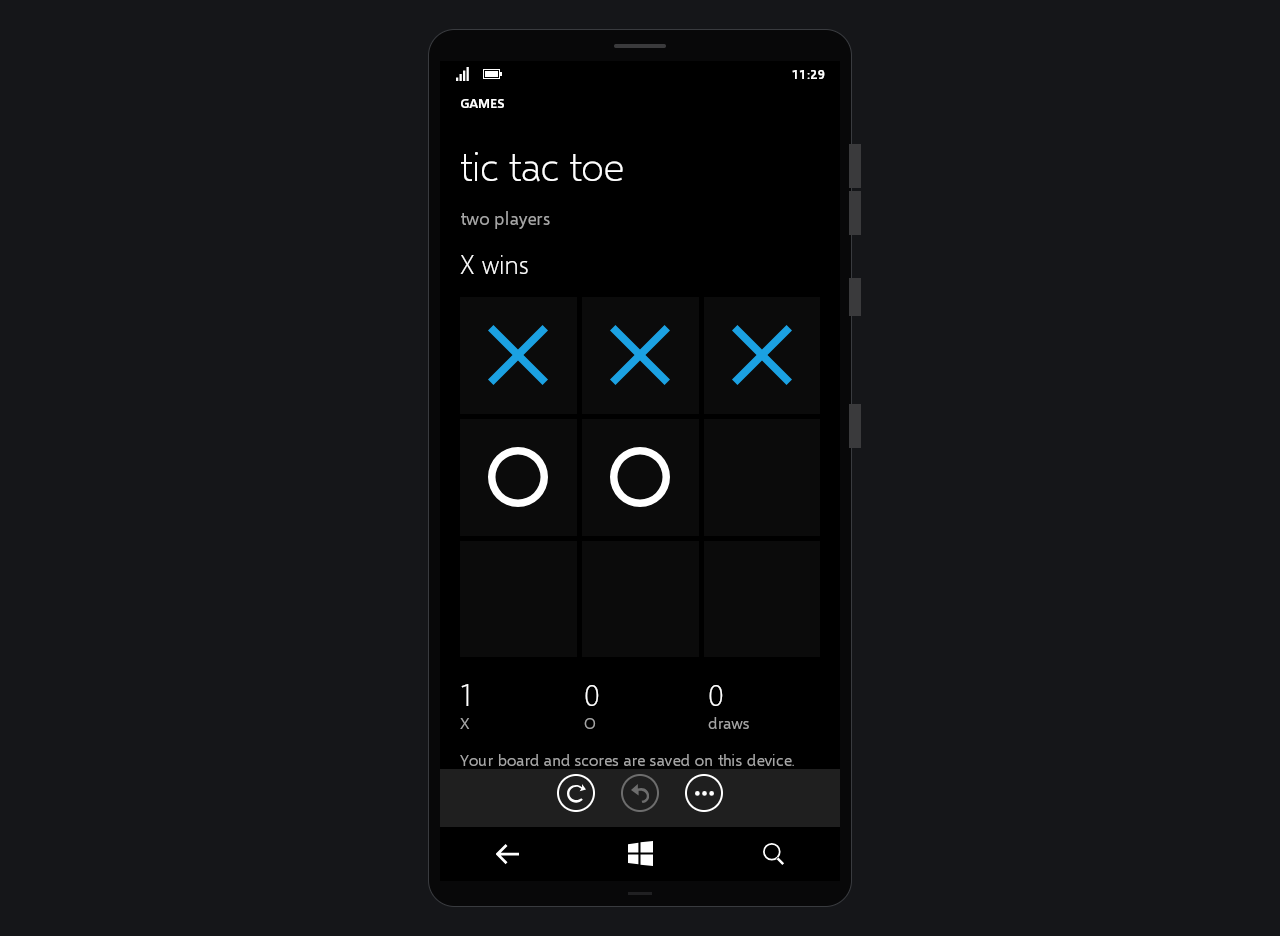 11:29
GAMES
tic tac toe
two players
X wins
1 0 0
X O draws
Your board and scores are saved on this device.